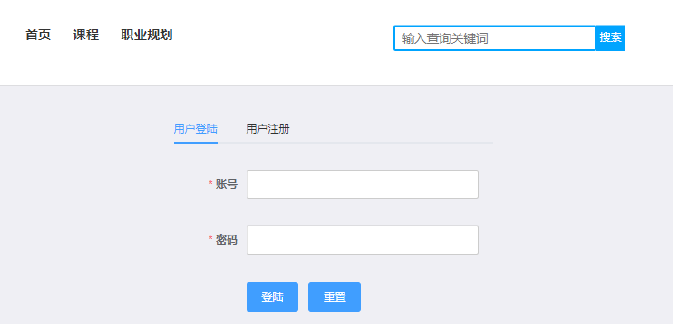 首页 课程 职业规划 输入查询关键词 搜索
用户登陆 用户注册
* 账号
* 密码
登陆 重置